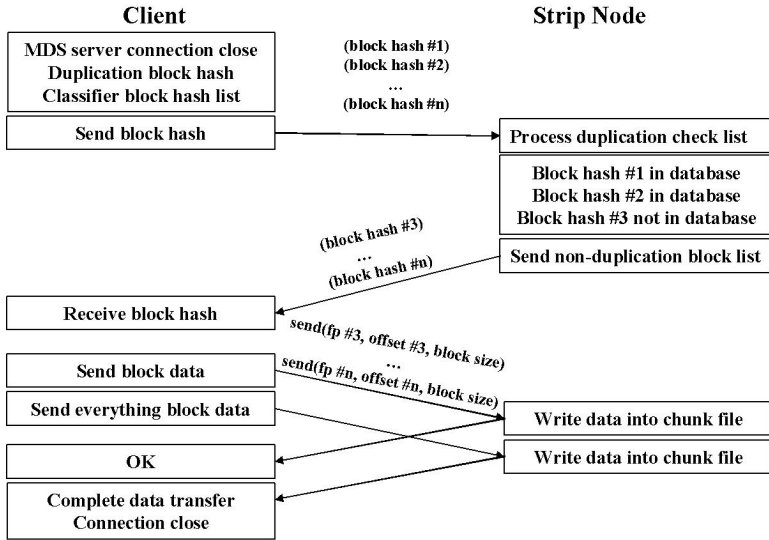 Client
Strip Node
MDS server connection close
Duplication block hash
Classifier block hash list
(block hash #1)
(block hash #2)
...
(block hash #n)
Send block hash
Process duplication check list
Block hash #1 in database
Block hash #2 in database
Block hash #3 not in database
(block hash #3)
...
(block hash #n)
Send non-duplication block list
Receive block hash
send(fp #3, offset #3, block size)
...
send(fp #n, offset #n, block size)
Send block data
Send everything block data
Write data into chunk file
Write data into chunk file
OK
Complete data transfer
Connection close